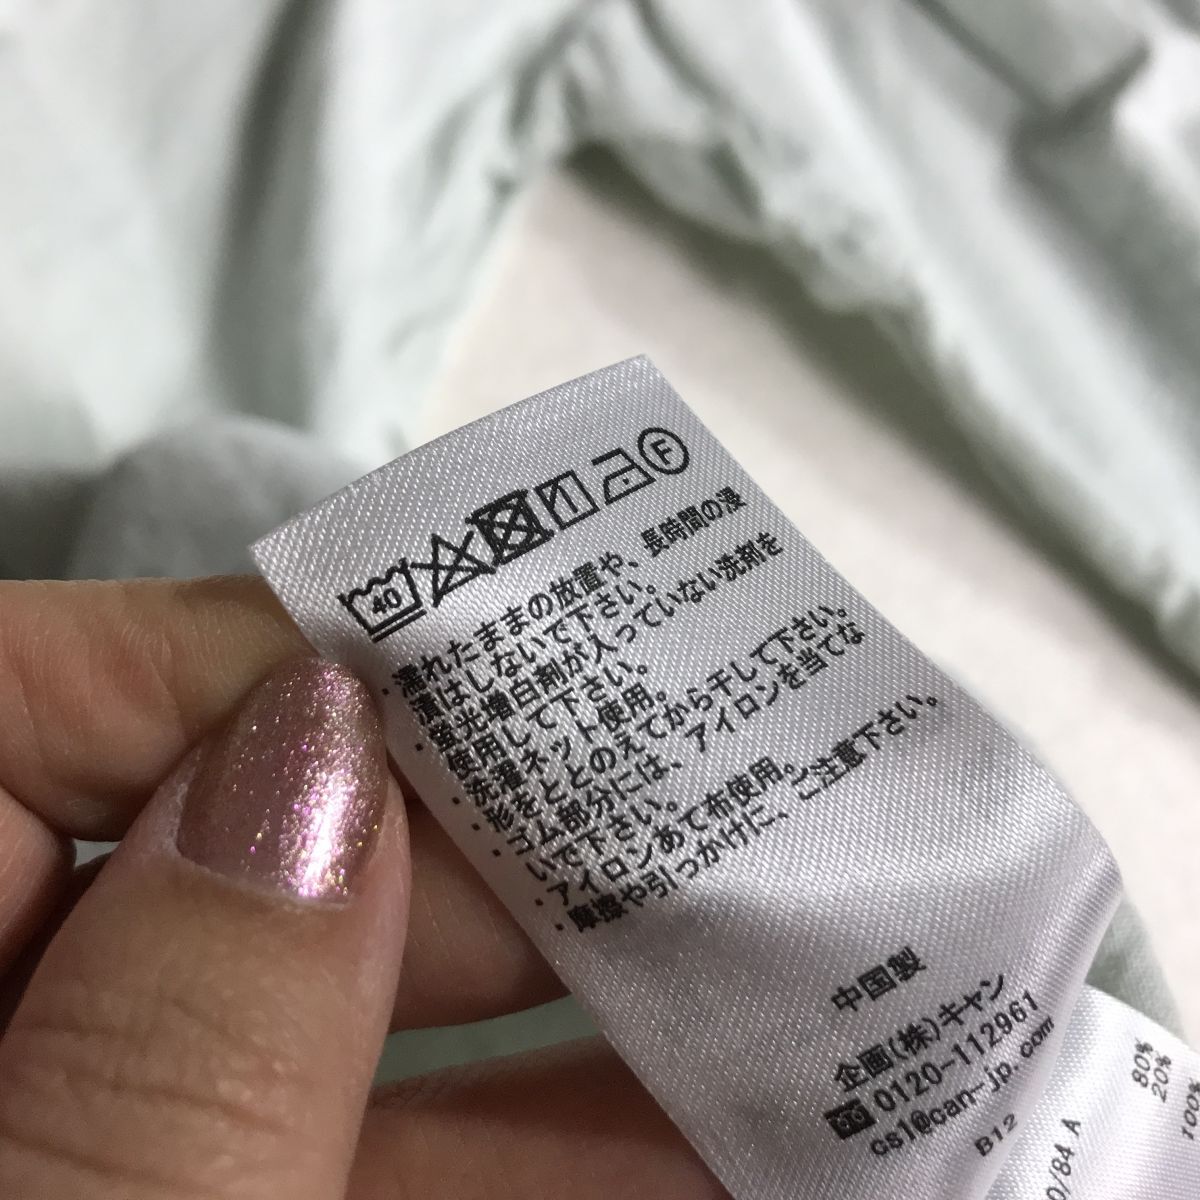 40 F
・濡れたままの放置や、長時間の浸
漬はしないで下さい。
・蛍光増白剤が入っていない洗剤を
使用して下さい。
・洗濯ネット使用。
・形をととのえてから干して下さい。
・ゴム部分には、アイロンを当てな
いで下さい。
・アイロンあて布使用。
・摩擦や引っかけに、ご注意下さい。
中国製
企画(株)キャン
0120-112961
cs1@can-jp.com
B12
0/84 A
80%
20%
100%